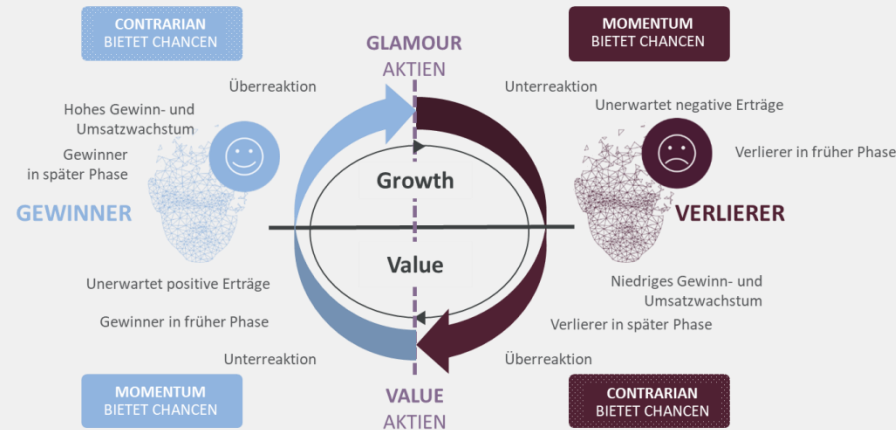 CONTRARIAN
BIETET CHANCEN
GLAMOUR
AKTIEN
MOMENTUM
BIETET CHANCEN
Überreaktion
Unterreaktion
Hohes Gewinn- und
Umsatzwachstum
Gewinner
in später Phase
Unerwartet negative Erträge
Verlierer in früher Phase
Growth
GEWINNER
VERLIERER
Value
Unerwartet positive Erträge
Gewinner in früher Phase
Niedriges Gewinn- und
Umsatzwachstum
Verlierer in später Phase
Unterreaktion
Überreaktion
MOMENTUM
BIETET CHANCEN
VALUE
AKTIEN
CONTRARIAN
BIETET CHANCEN